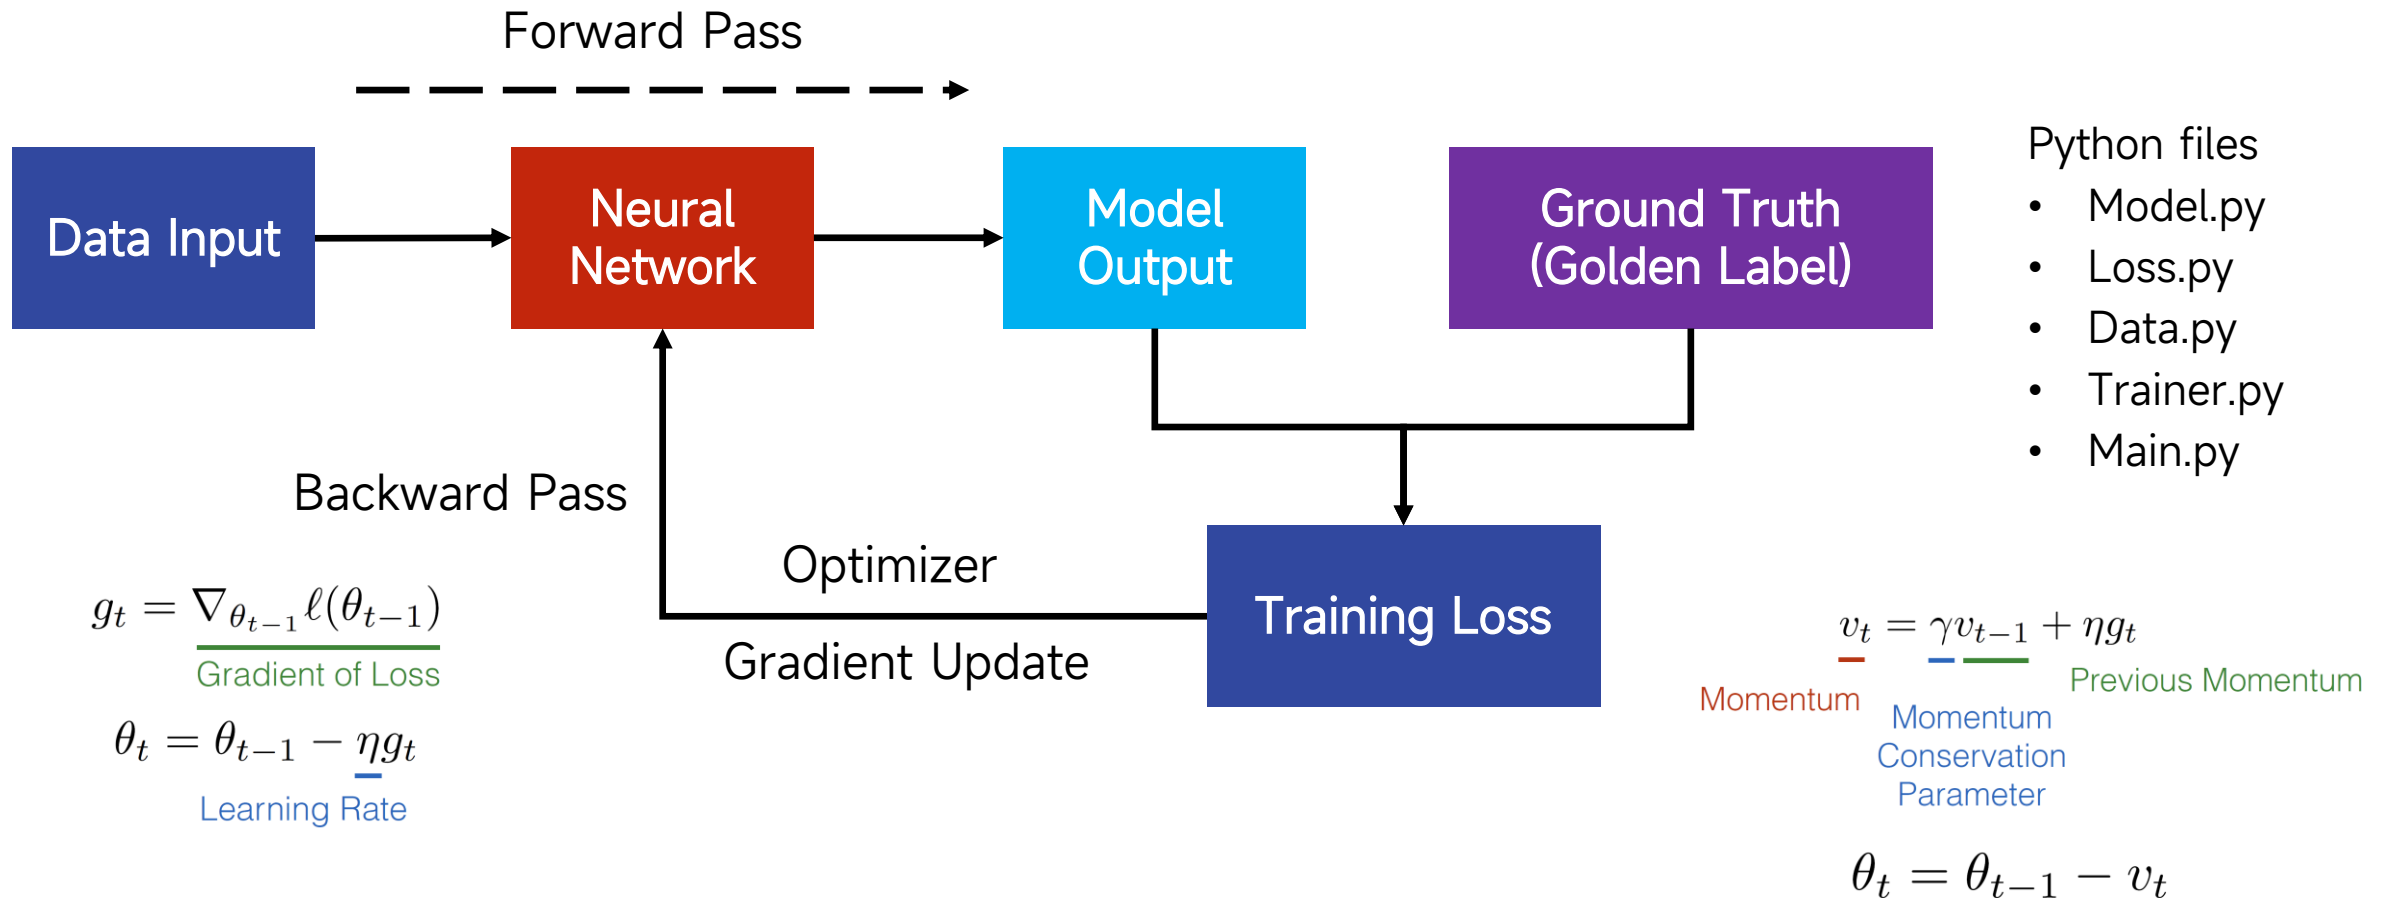 Forward Pass
Data Input
Neural
Network
Model
Output
Ground Truth
(Golden Label)
Python files
• Model.py
• Loss.py
• Data.py
• Trainer.py
• Main.py
Backward Pass
Optimizer
Gradient Update
Training Loss
g_t = ∇_{θ_{t−1}} ℓ(θ_{t−1})
Gradient of Loss
θ_t = θ_{t−1} − ηg_t
Learning Rate
v_t = γv_{t−1} + ηg_t
Previous Momentum
Momentum
Momentum
Conservation
Parameter
θ_t = θ_{t−1} − v_t